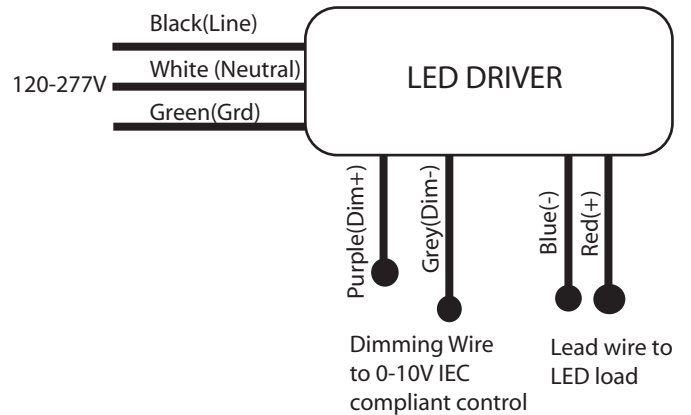 Black(Line)
120-277V
White (Neutral)
Green(Grd)
LED DRIVER
Purple(Dim+)
Grey(Dim-)
Blue(-)
Red(+)
Dimming Wire
to 0-10V IEC
compliant control
Lead wire to
LED load